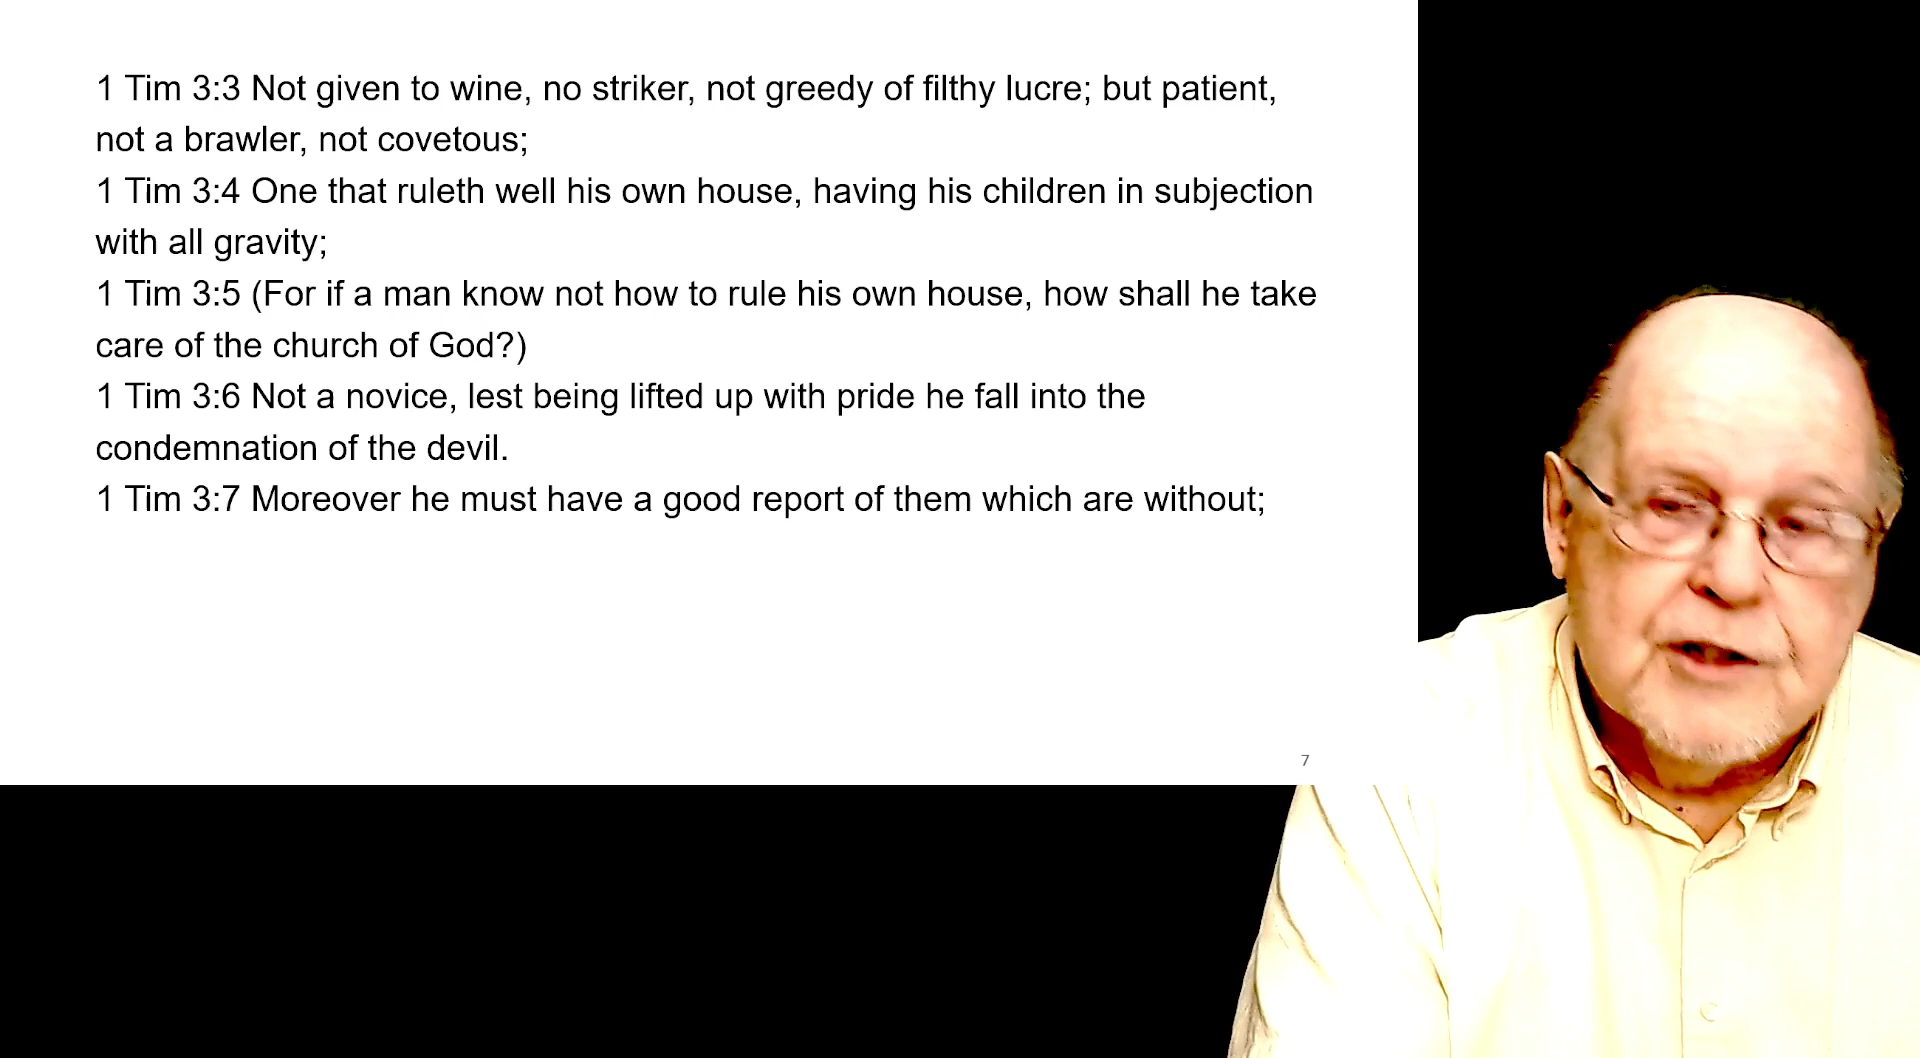 1 Tim 3:3 Not given to wine, no striker, not greedy of filthy lucre; but patient,
not a brawler, not covetous;
1 Tim 3:4 One that ruleth well his own house, having his children in subjection
with all gravity;
1 Tim 3:5 (For if a man know not how to rule his own house, how shall he take
care of the church of God?)
1 Tim 3:6 Not a novice, lest being lifted up with pride he fall into the
condemnation of the devil.
1 Tim 3:7 Moreover he must have a good report of them which are without;
7